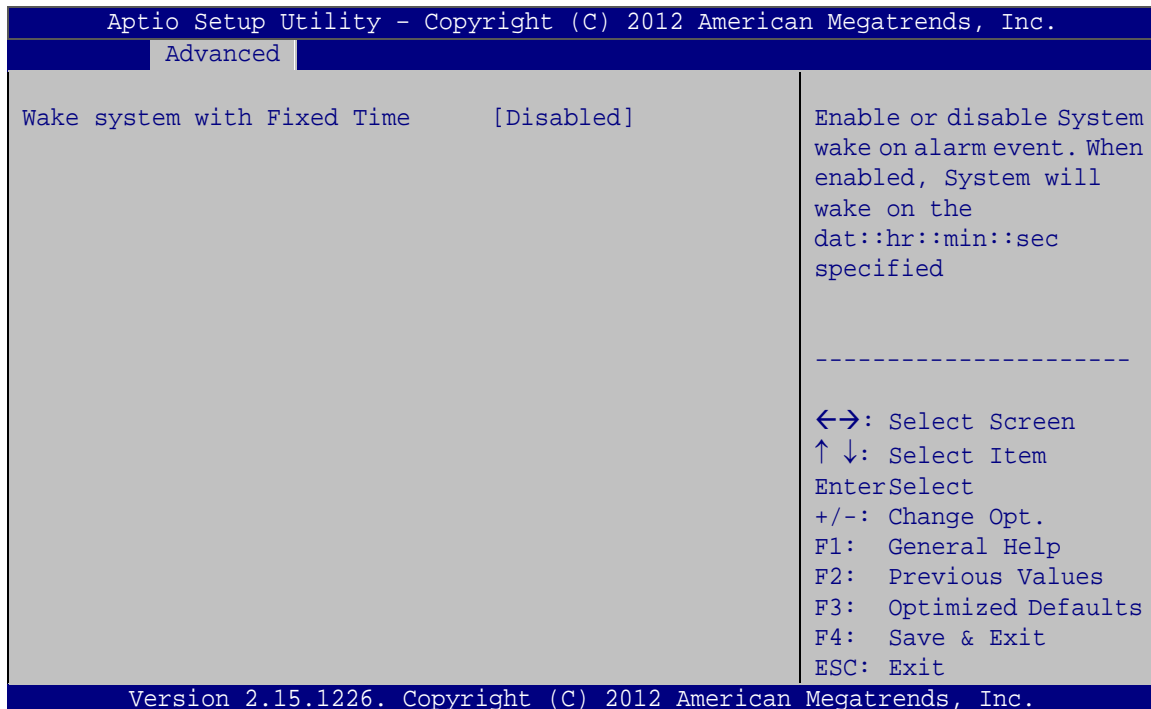 Aptio Setup Utility – Copyright (C) 2012 American Megatrends, Inc.
Advanced
Wake system with Fixed Time [Disabled]
Enable or disable System
wake on alarm event. When
enabled, System will
wake on the
dat::hr::min::sec
specified
----------------------
←→: Select Screen
↑ ↓: Select Item
EnterSelect
+/-: Change Opt.
F1: General Help
F2: Previous Values
F3: Optimized Defaults
F4: Save & Exit
ESC: Exit
Version 2.15.1226. Copyright (C) 2012 American Megatrends, Inc.